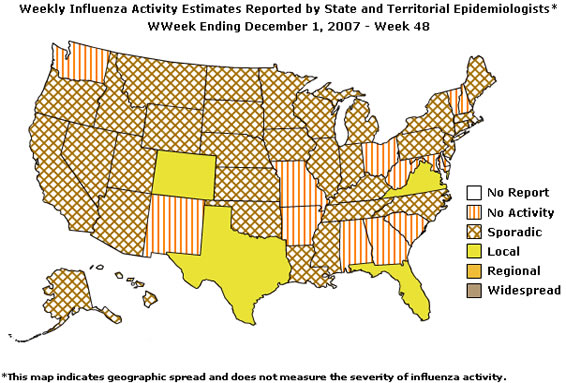 Weekly Influenza Activity Estimates Reported by State and Territorial Epidemiologists*
WWeek Ending December 1, 2007 - Week 48
No Report
No Activity
Sporadic
Local
Regional
Widespread
*This map indicates geographic spread and does not measure the severity of influenza activity.